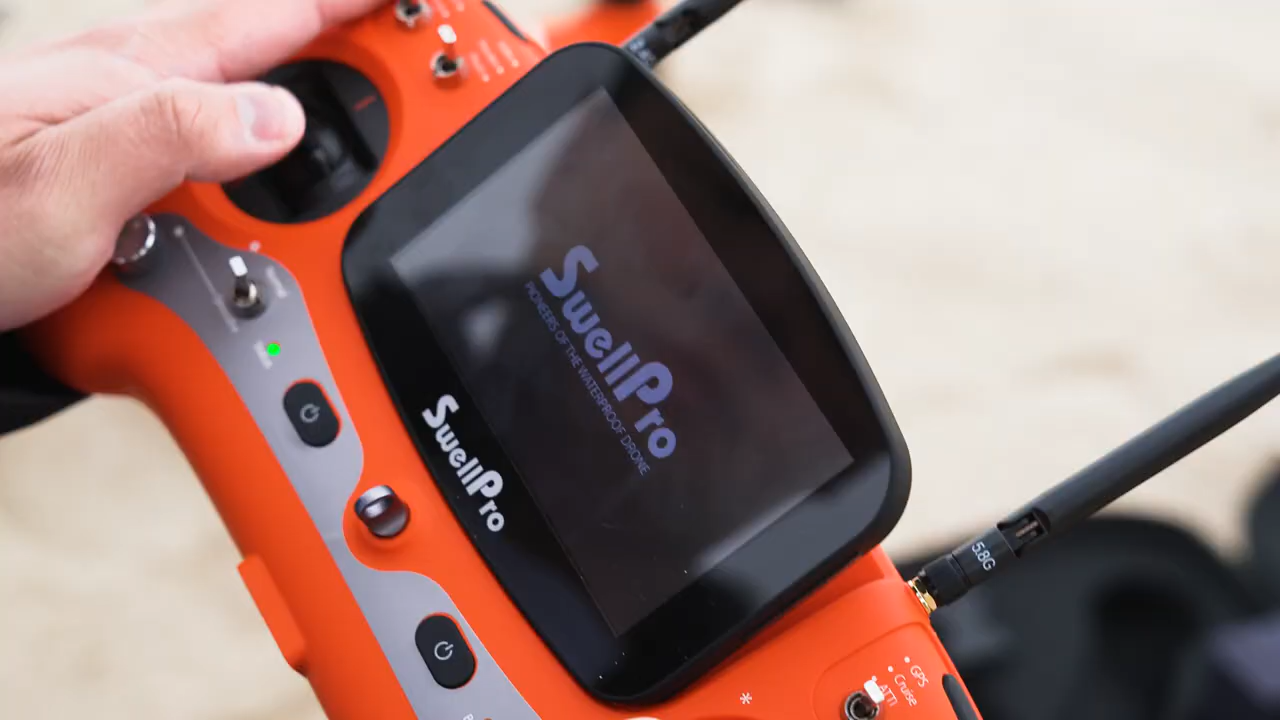 SwellPro
PIONEERS OF THE WATERPROOF DRONE
SwellPro
5.8G
GPS
Cruise
ATTI